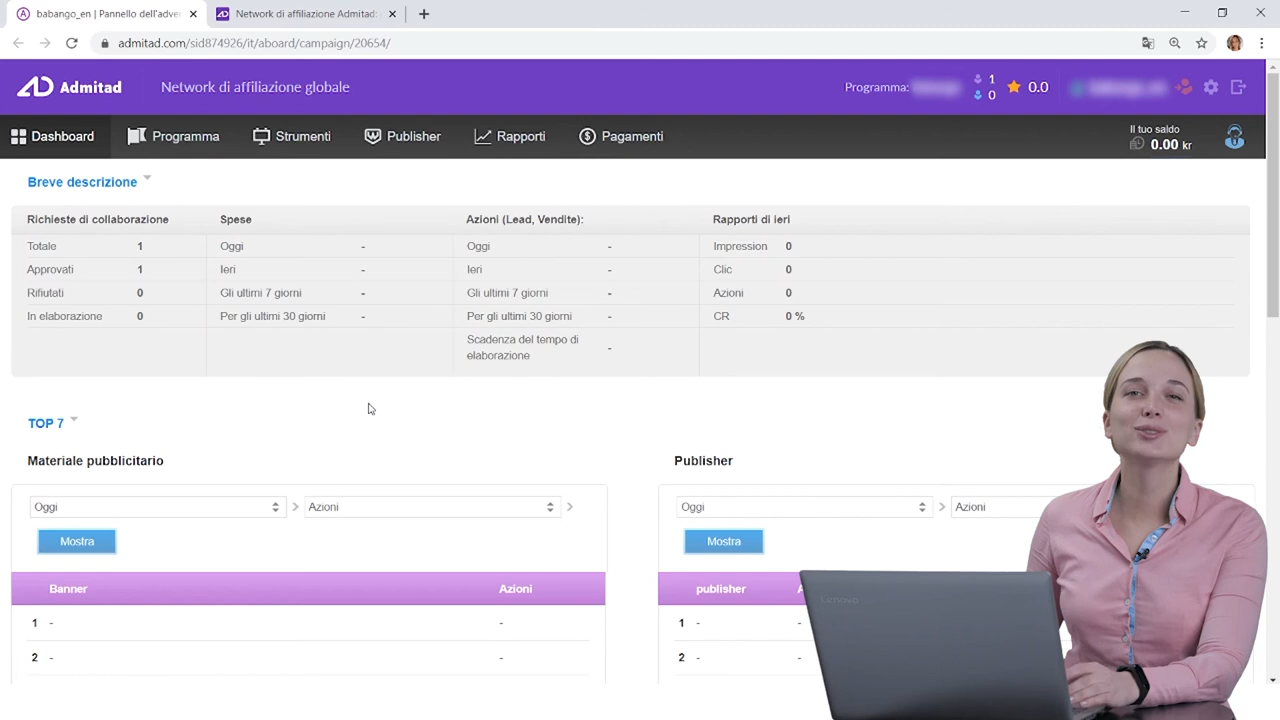 babango_en | Pannello dell'adver
Network di affiliazione Admitad:
admitad.com/sid874926/it/aboard/campaign/20654/
Admitad
Network di affiliazione globale
Programma:
1
0
0.0
Dashboard
Programma
Strumenti
Publisher
Rapporti
Pagamenti
Il tuo saldo
0.00 kr
Breve descrizione
Richieste di collaborazione
Totale 1
Approvati 1
Rifiutati 0
In elaborazione 0
Spese
Oggi -
Ieri -
Gli ultimi 7 giorni -
Per gli ultimi 30 giorni -
Azioni (Lead, Vendite):
Oggi -
Ieri -
Gli ultimi 7 giorni -
Per gli ultimi 30 giorni -
Scadenza del tempo di
elaborazione -
Rapporti di ieri
Impression 0
Clic 0
Azioni 0
CR 0 %
TOP 7
Materiale pubblicitario
Oggi > Azioni >
Mostra
Banner Azioni
1 - -
2 - -
Publisher
Oggi > Azioni
Mostra
publisher A
1 - -
2 - -
Lenovo